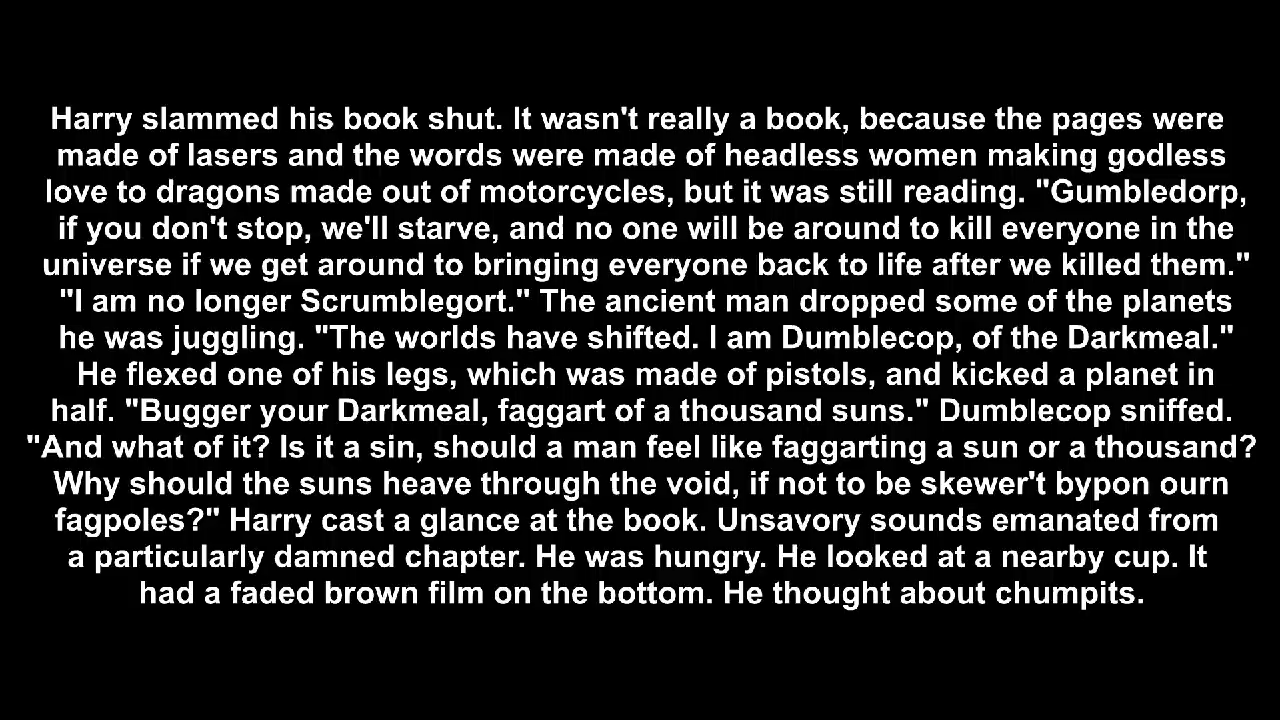 Harry slammed his book shut. It wasn't really a book, because the pages were
made of lasers and the words were made of headless women making godless
love to dragons made out of motorcycles, but it was still reading. "Gumbledorp,
if you don't stop, we'll starve, and no one will be around to kill everyone in the
universe if we get around to bringing everyone back to life after we killed them."
"I am no longer Scrumblegort." The ancient man dropped some of the planets
he was juggling. "The worlds have shifted. I am Dumblecop, of the Darkmeal."
He flexed one of his legs, which was made of pistols, and kicked a planet in
half. "Bugger your Darkmeal, faggart of a thousand suns." Dumblecop sniffed.
"And what of it? Is it a sin, should a man feel like faggarting a sun or a thousand?
Why should the suns heave through the void, if not to be skewer't bypon ourn
fagpoles?" Harry cast a glance at the book. Unsavory sounds emanated from
a particularly damned chapter. He was hungry. He looked at a nearby cup. It
had a faded brown film on the bottom. He thought about chumpits.